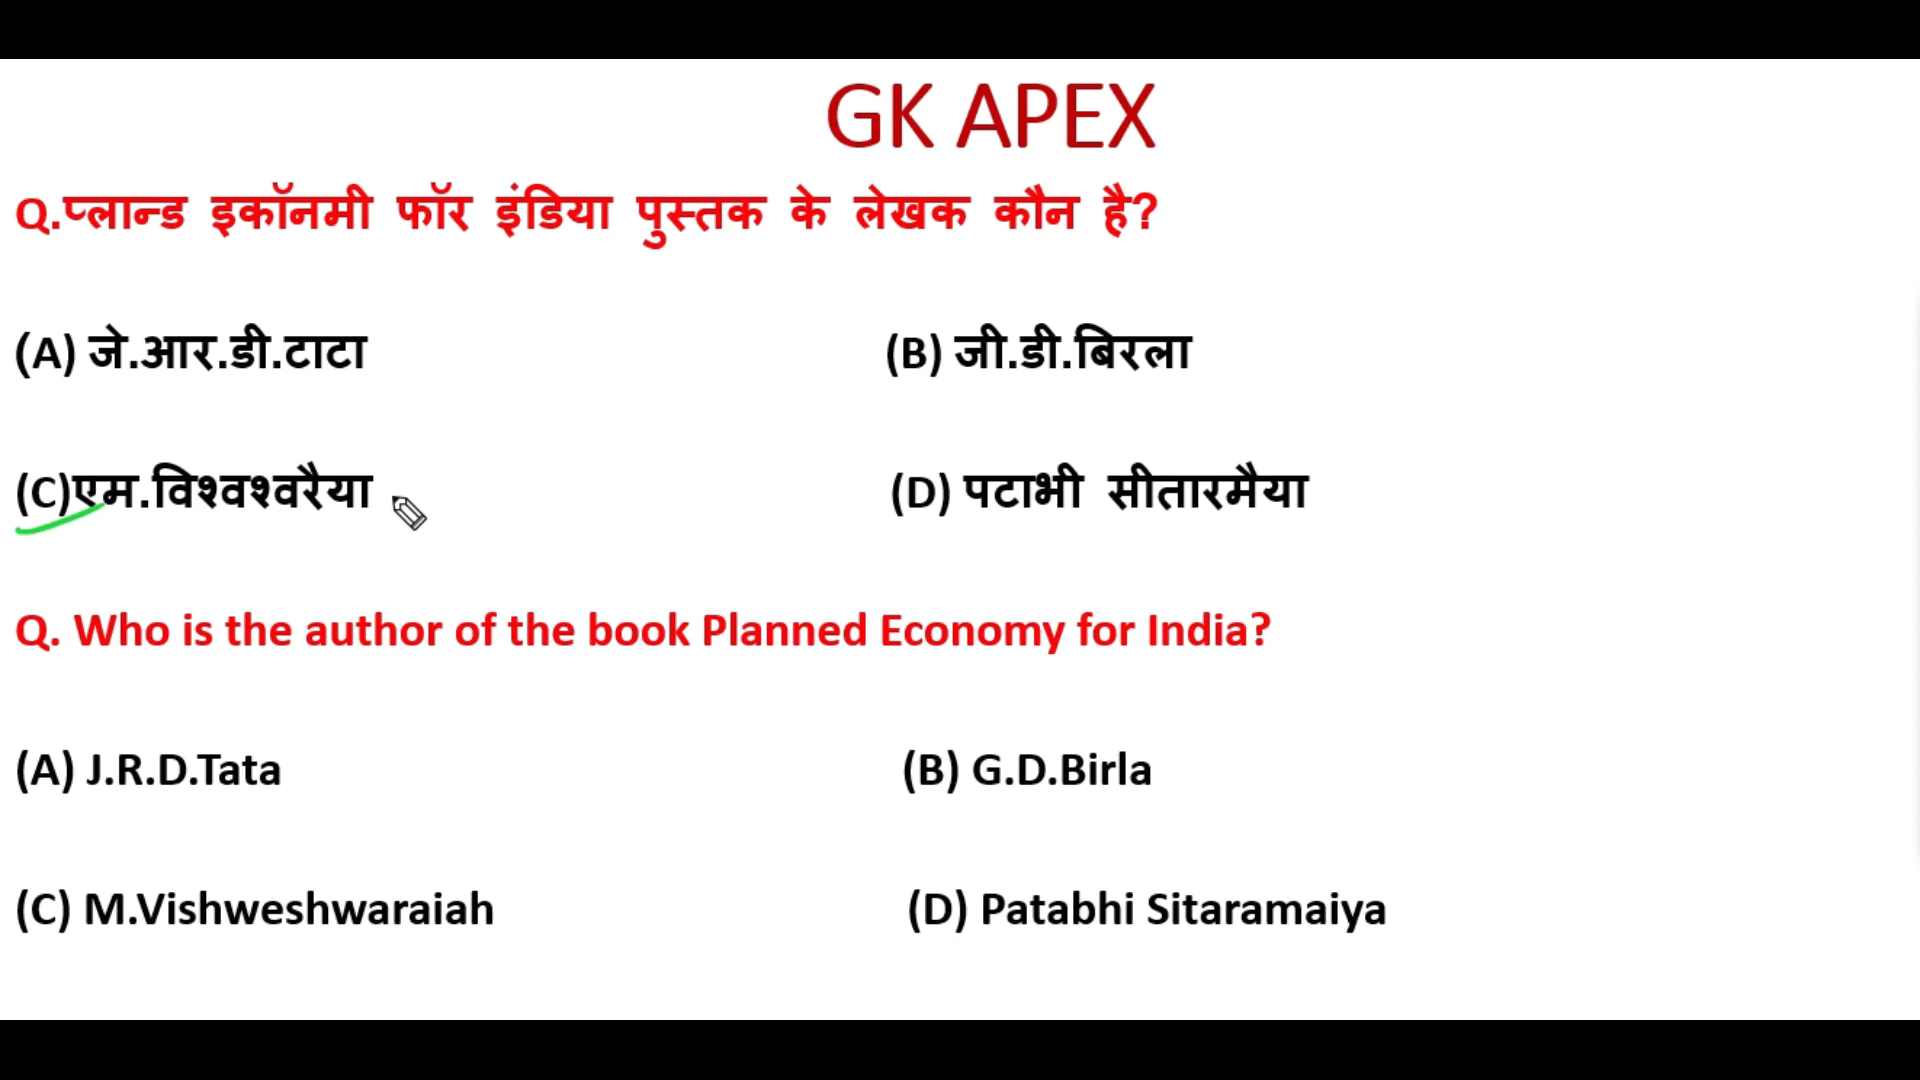 GK APEX
Q.प्लान्ड इकॉनमी फॉर इंडिया पुस्तक के लेखक कौन है?
(A) जे.आर.डी.टाटा (B) जी.डी.बिरला
(C)एम.विश्वश्वरैया (D) पटाभी सीतारमैया
Q. Who is the author of the book Planned Economy for India?
(A) J.R.D.Tata (B) G.D.Birla
(C) M.Vishweshwaraiah (D) Patabhi Sitaramaiya